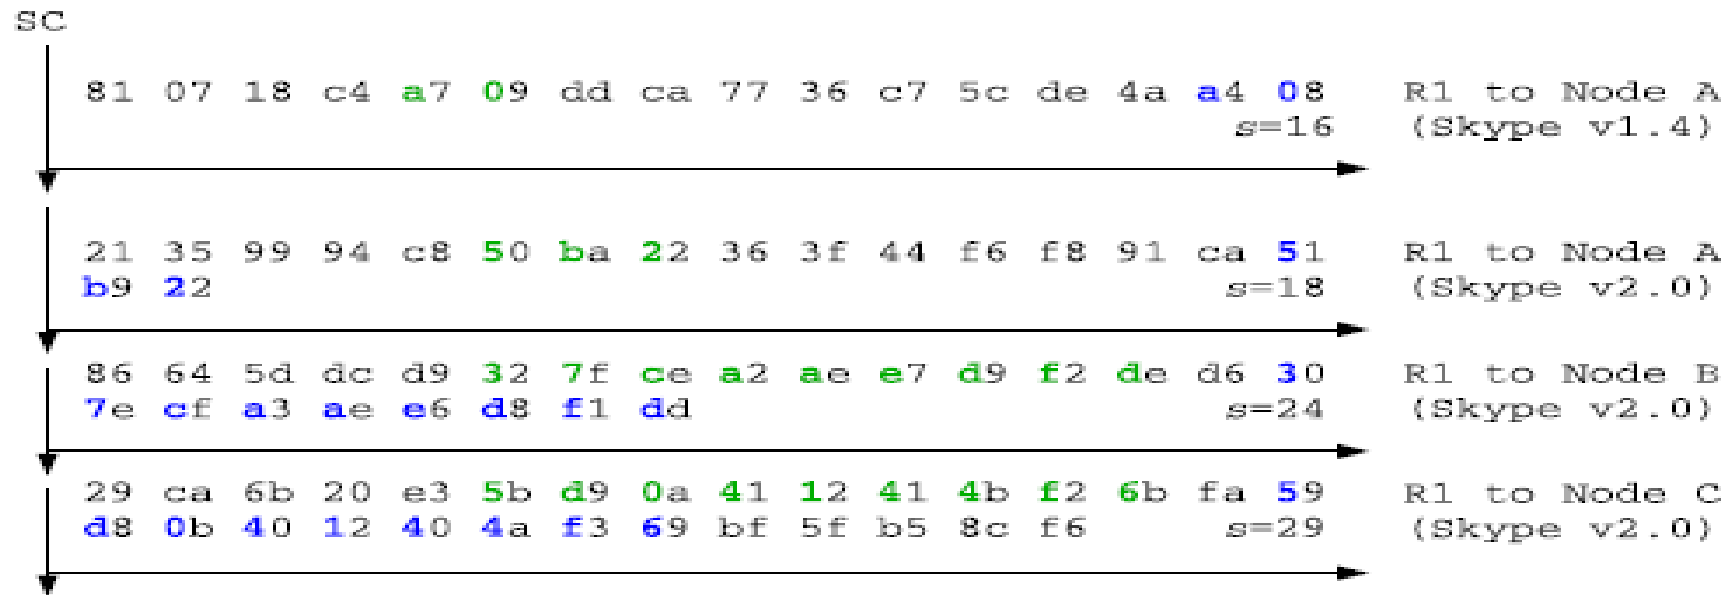 SC
81 07 18 c4 a7 09 dd ca 77 36 c7 5c de 4a a4 08 R1 to Node A
s=16 (Skype v1.4)
21 35 99 94 c8 50 ba 22 36 3f 44 f6 f8 91 ca 51 R1 to Node A
b9 22 s=18 (Skype v2.0)
86 64 5d dc d9 32 7f ce a2 ae e7 d9 f2 de d6 30 R1 to Node B
7e cf a3 ae e6 d8 f1 dd s=24 (Skype v2.0)
29 ca 6b 20 e3 5b d9 0a 41 12 41 4b f2 6b fa 59 R1 to Node C
d8 0b 40 12 40 4a f3 69 bf 5f b5 8c f6 s=29 (Skype v2.0)